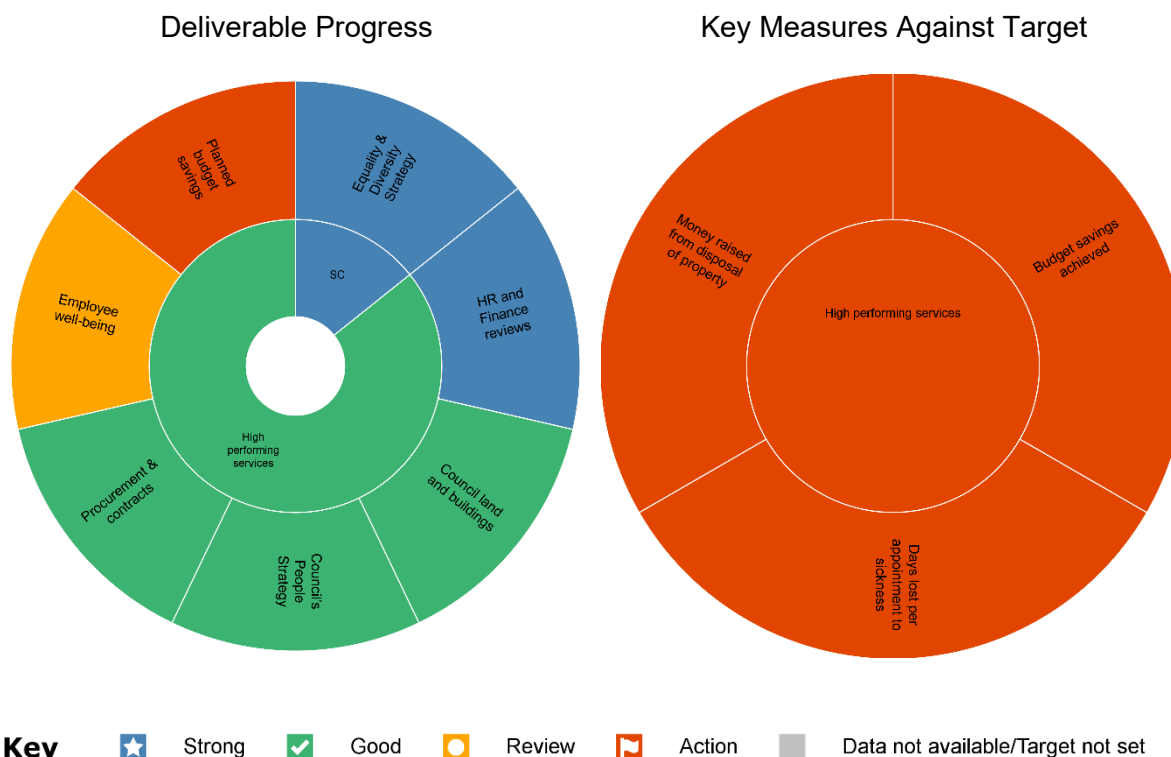 Deliverable Progress
Key Measures Against Target
Planned
budget
savings
Equality &
Diversity
Strategy
SC
HR and
Finance
reviews
Employee
well-being
High
performing
services
Procurement &
contracts
Council's
People
Strategy
Council land
and buildings
Money raised
from disposal
of property
Budget savings
achieved
High performing services
Days lost per
appointment to
sickness
Key
Strong
Good
Review
Action
Data not available/Target not set